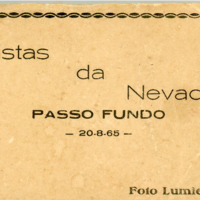 stas
da
Nevad
PASSO FUNDO
— 20-8-65 —
Foto Lumie